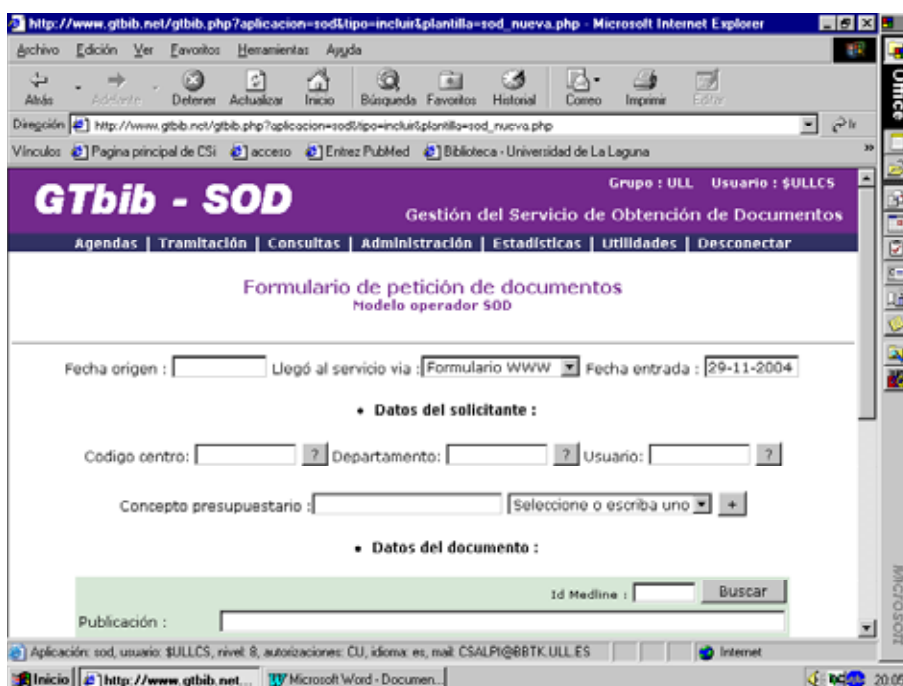 http://www.gtbib.net/gtbib.php?aplicacion=sod&tipo=incluir&plantilla=sod_nueva.php - Microsoft Internet Explorer
Archivo Edición Ver Favoritos Herramientas Ayuda
Atrás Adelante Detener Actualizar Inicio Búsqueda Favoritos Historial Correo Imprimir Editar
Dirección http://www.gtbib.net/gtbib.php?aplicacion=sod&tipo=incluir&plantilla=sod_nueva.php Ir
Vínculos Pagina principal de CSi acceso Entrez PubMed Biblioteca - Universidad de La Laguna »
Grupo : ULL Usuario : $ULLCS
GTbib - SOD
Gestión del Servicio de Obtención de Documentos
Agendas | Tramitación | Consultas | Administración | Estadísticas | Utilidades | Desconectar
Formulario de petición de documentos
Modelo operador SOD
Fecha origen : Llegó al servicio via : Formulario WWW Fecha entrada : 29-11-2004
• Datos del solicitante :
Codigo centro: ? Departamento: ? Usuario: ?
Concepto presupuestario : Seleccione o escriba uno +
• Datos del documento :
Id Medline : Buscar
Publicación :
Aplicación: sod, usuario: $ULLCS, nivel: 8, autorizaciones: CU, idioma: es, mail: CSALPI@BBTK.ULL.ES Internet
Inicio http://www.gtbib.net... Microsoft Word - Documen... 20:05
Office
Microsoft